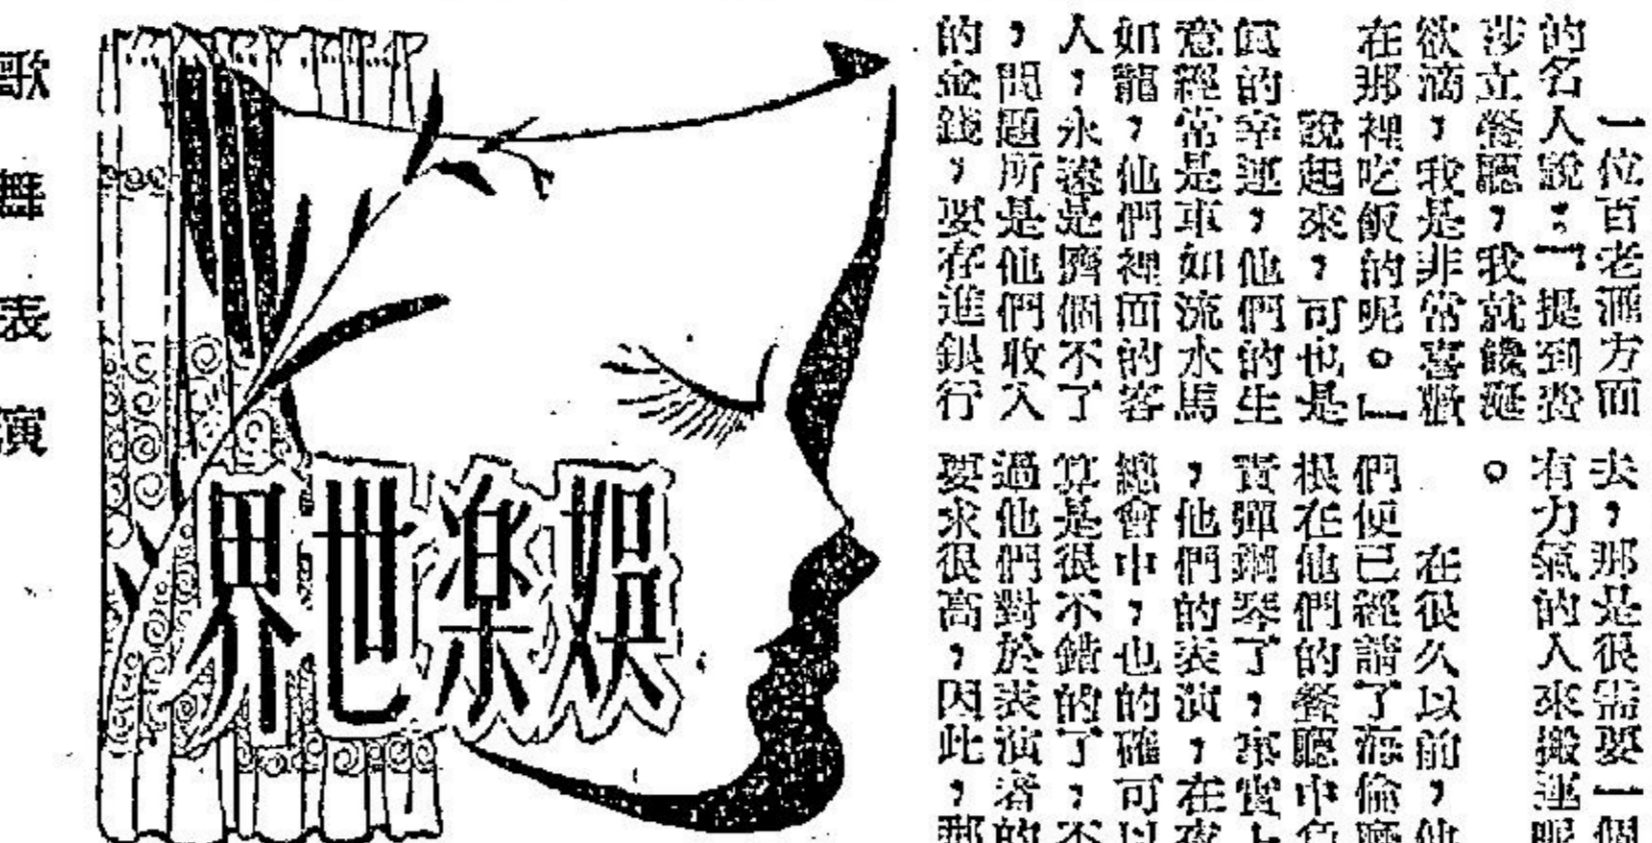 一位百老滙方面
的名人說：「提到費
莎立餐廳，我就饞涎
欲滴，我是非常喜歡
在那裡吃飯的呢。」
說起來，可也是
眞的幸運，他們的生
意經常是車如流水馬
如龍，他們裡面的客
人，永遠是擠個不了
，問題所是他們收入
的金錢，要存進銀行
去，那是很需要一個
有力氣的人來搬運呢
。
在很久以前，他
們便已經請了海倫
根在他們的餐廳中負
責彈鋼琴了，事實上
，他們的表演，在夜
總會中，也的確可以
算是很不錯的了，不
過他們對於表演者的
要求很高，因此，那
娛楽世界
歌舞表演